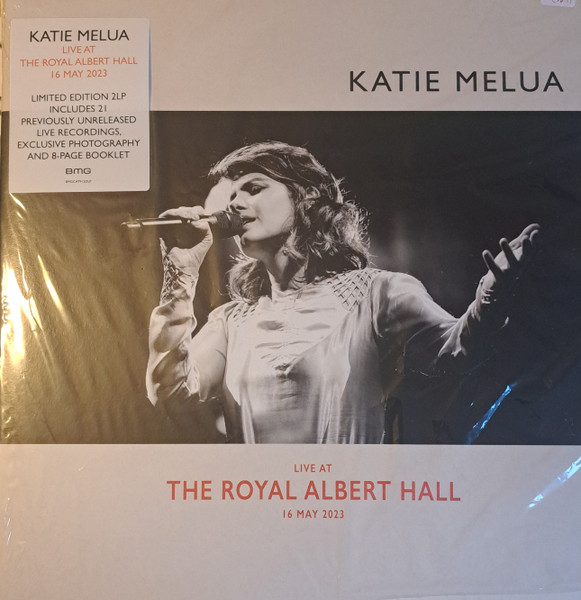 KATIE MELUA
LIVE AT
THE ROYAL ALBERT HALL
16 MAY 2023
LIMITED EDITION 2LP
INCLUDES 21
PREVIOUSLY UNRELEASED
LIVE RECORDINGS,
EXCLUSIVE PHOTOGRAPHY
AND 8-PAGE BOOKLET
BMG
KATIE MELUA
LIVE AT
THE ROYAL ALBERT HALL
16 MAY 2023